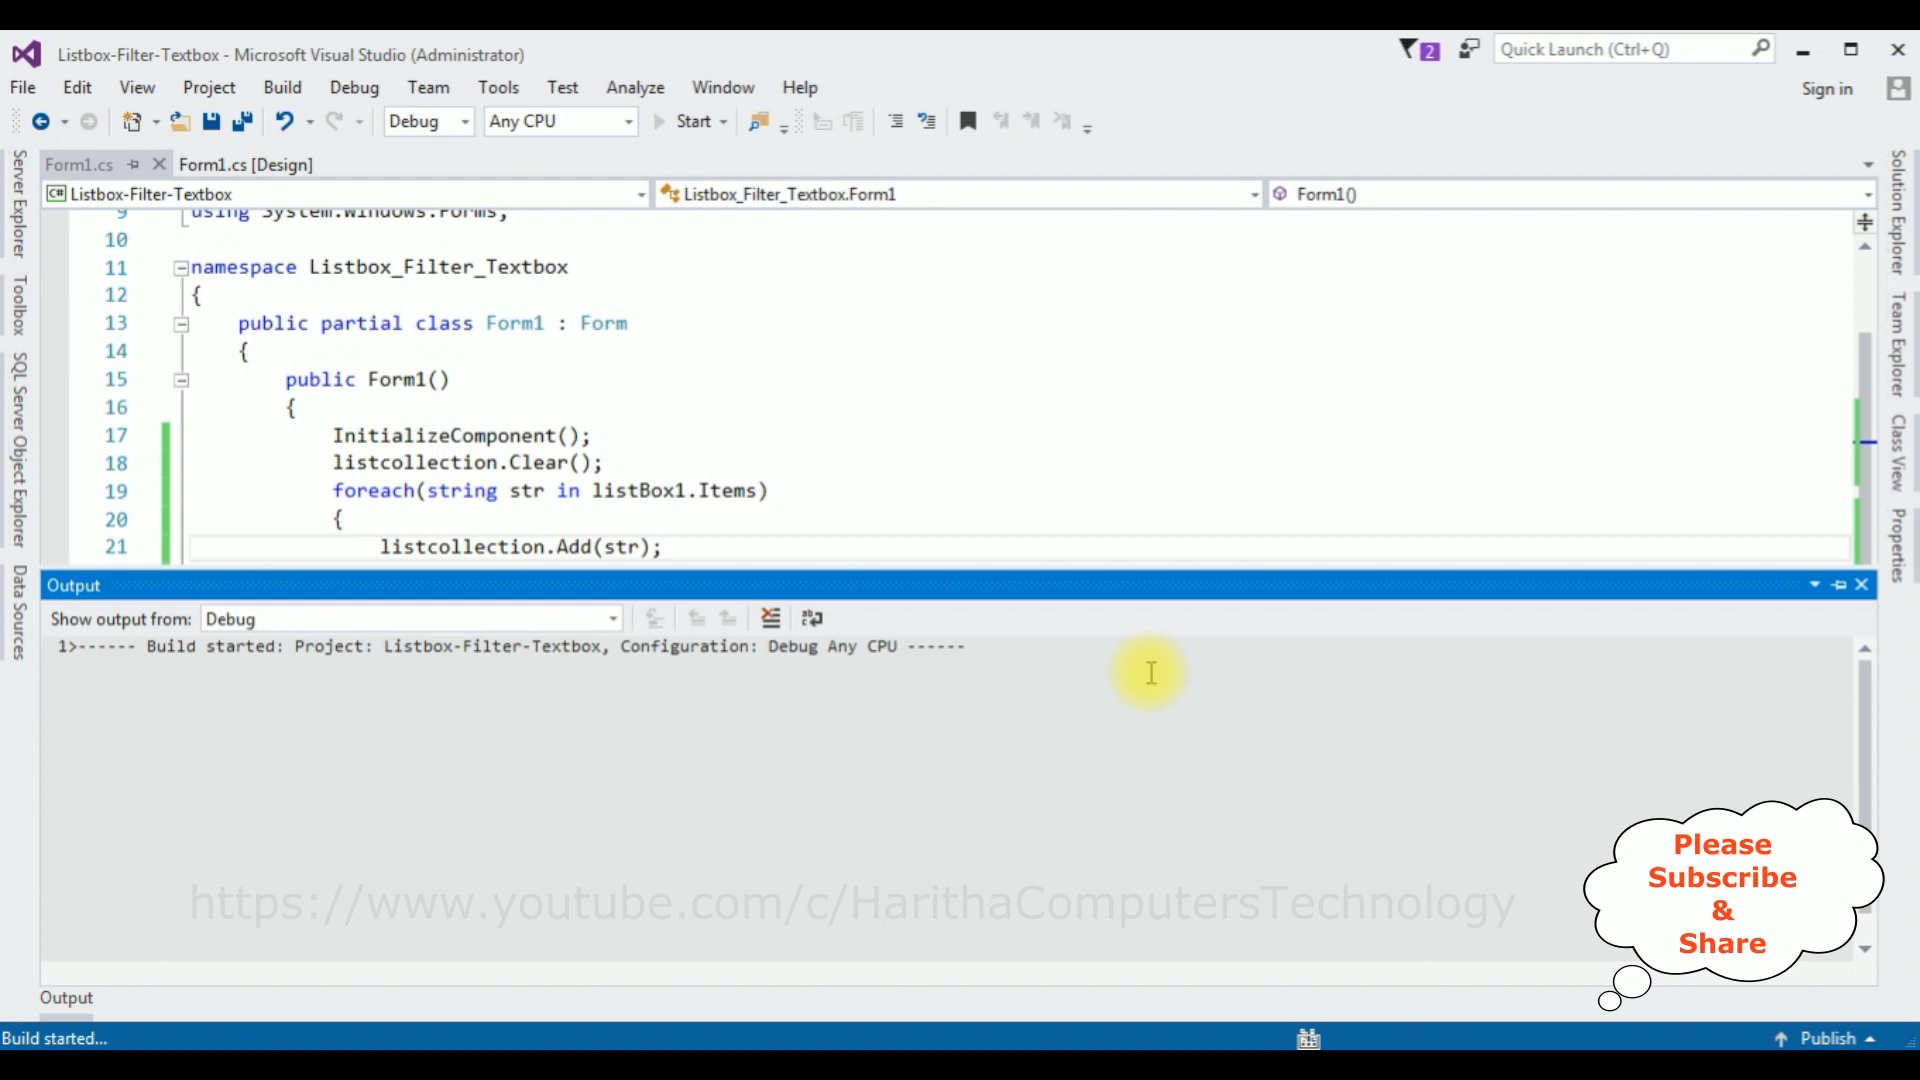 Listbox-Filter-Textbox - Microsoft Visual Studio (Administrator)
2
Quick Launch (Ctrl+Q)
File Edit View Project Build Debug Team Tools Test Analyze Window Help
Sign in
Debug Any CPU Start
Form1.cs Form1.cs [Design]
C# Listbox-Filter-Textbox Listbox_Filter_Textbox.Form1 Form1()
9 using System.Windows.Forms;
10
11 namespace Listbox_Filter_Textbox
12 {
13 public partial class Form1 : Form
14 {
15 public Form1()
16 {
17 InitializeComponent();
18 listcollection.Clear();
19 foreach(string str in listBox1.Items)
20 {
21 listcollection.Add(str);
Server Explorer
Toolbox
SQL Server Object Explorer
Data Sources
Solution Explorer
Team Explorer
Class View
Properties
Output
Show output from: Debug
1>------ Build started: Project: Listbox-Filter-Textbox, Configuration: Debug Any CPU ------
https://www.youtube.com/c/HarithaComputersTechnology
Please
Subscribe
&
Share
Output
Build started...
Publish